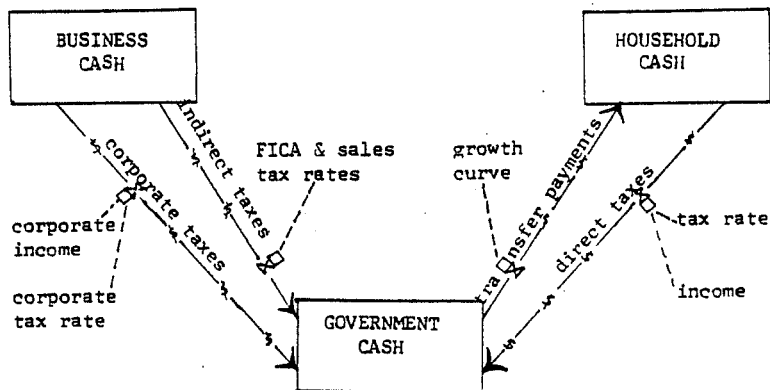 BUSINESS
CASH
HOUSEHOLD
CASH
indirect taxes
corporate taxes
FICA & sales
tax rates
growth
curve
transfer payments
direct taxes
corporate
income
tax rate
corporate
tax rate
income
GOVERNMENT
CASH
$
$
$
$
$
$
$
$
$
$
$
$
$